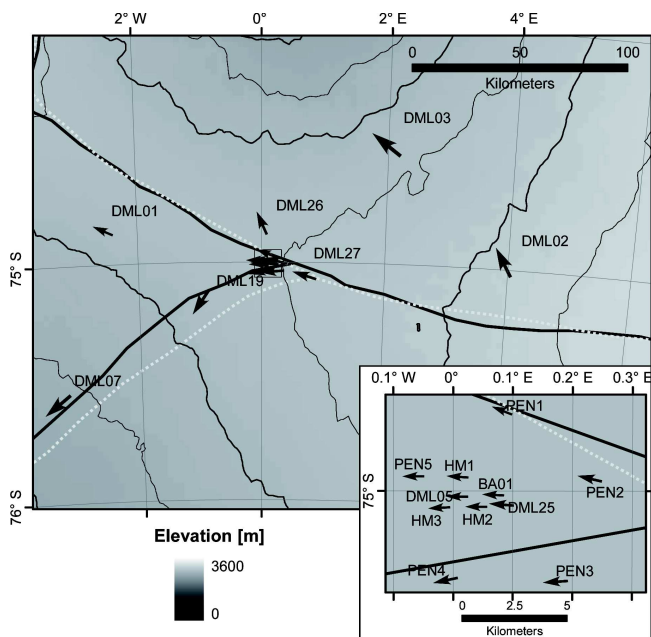 2° W 0° 2° E 4° E
0 50 100
Kilometers
DML03
DML01
DML26
DML02
DML27
75° S
DML19
DML07
76° S
Elevation [m]
3600
0
0.1° W 0° 0.1° E 0.2° E 0.3°
PEN1
PEN5 HM1
BA01
PEN2
75° S
DML05
DML25
HM3 HM2
PEN4 PEN3
0 2.5 5
Kilometers